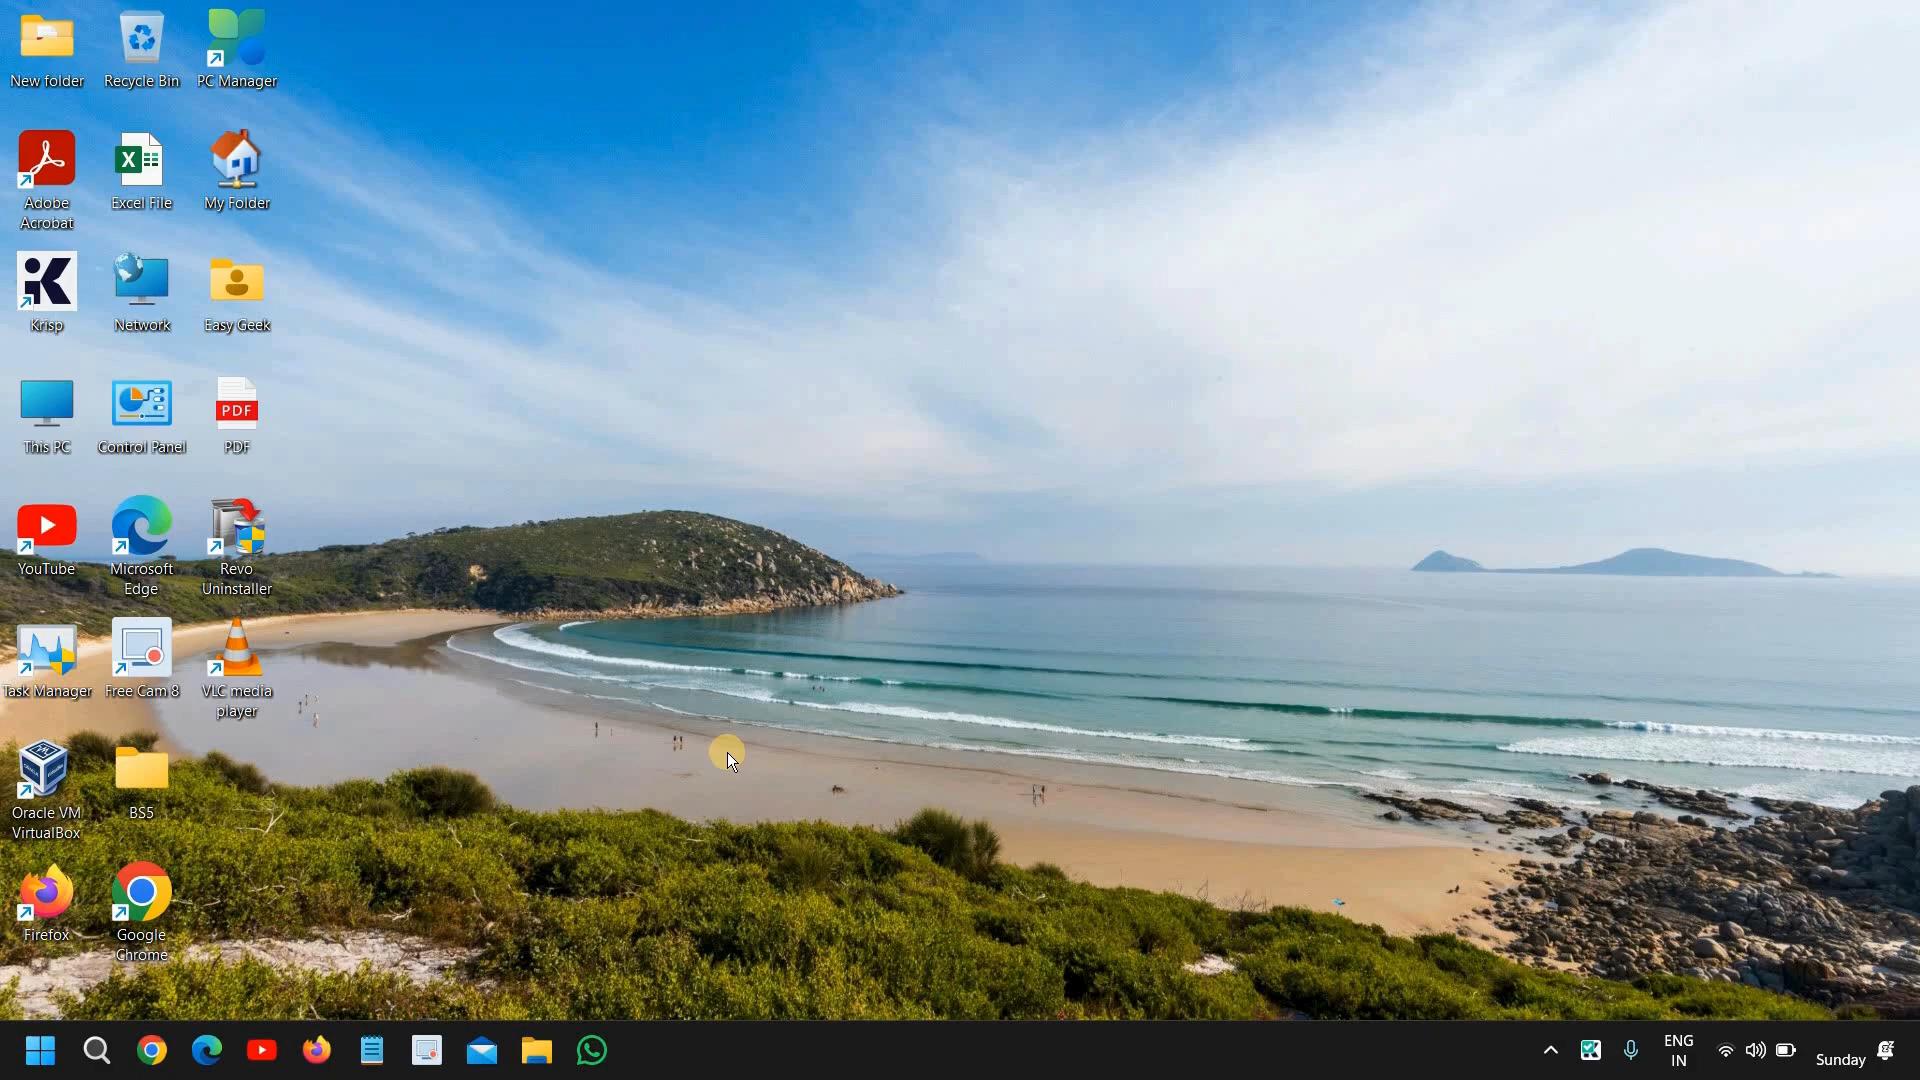 New folder
Recycle Bin
PC Manager
Adobe
Acrobat
Excel File
My Folder
Krisp
Network
Easy Geek
This PC
Control Panel
PDF
PDF
YouTube
Microsoft
Edge
Revo
Uninstaller
Task Manager
Free Cam 8
VLC media
player
Oracle VM
VirtualBox
BS5
Firefox
Google
Chrome
ENG
IN
Sunday